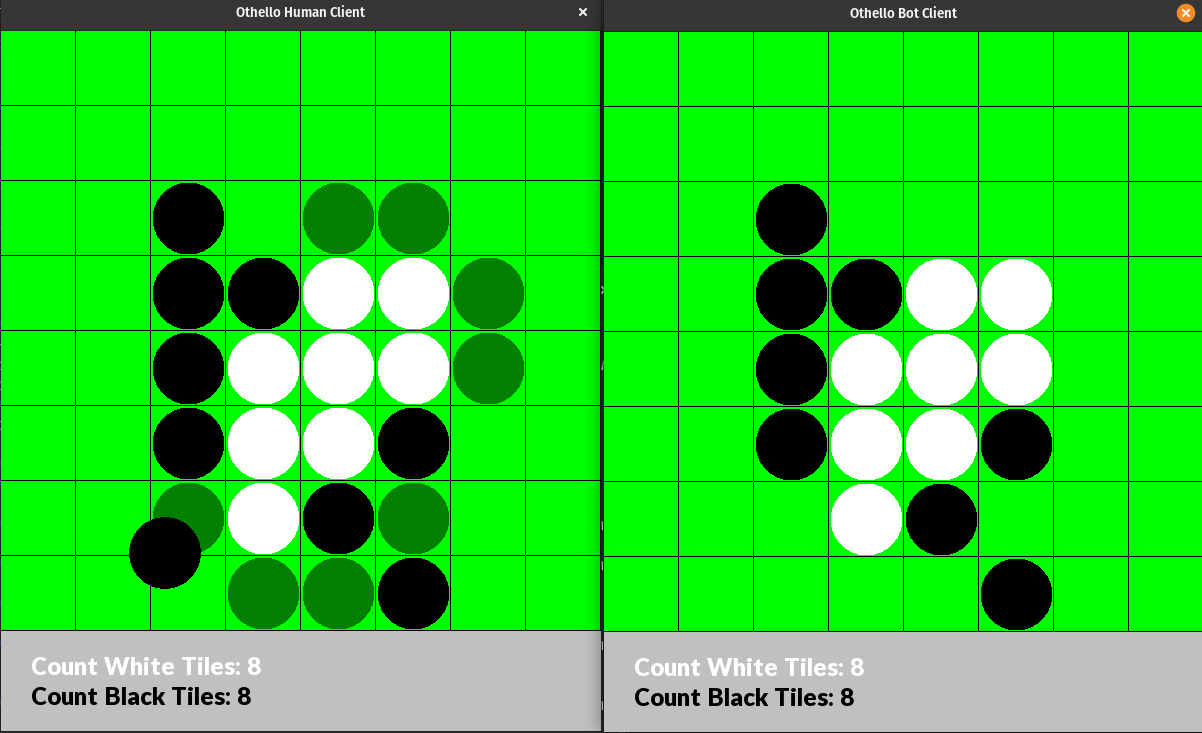 Othello Human Client
Othello Bot Client
Count White Tiles: 8
Count Black Tiles: 8
Count White Tiles: 8
Count Black Tiles: 8